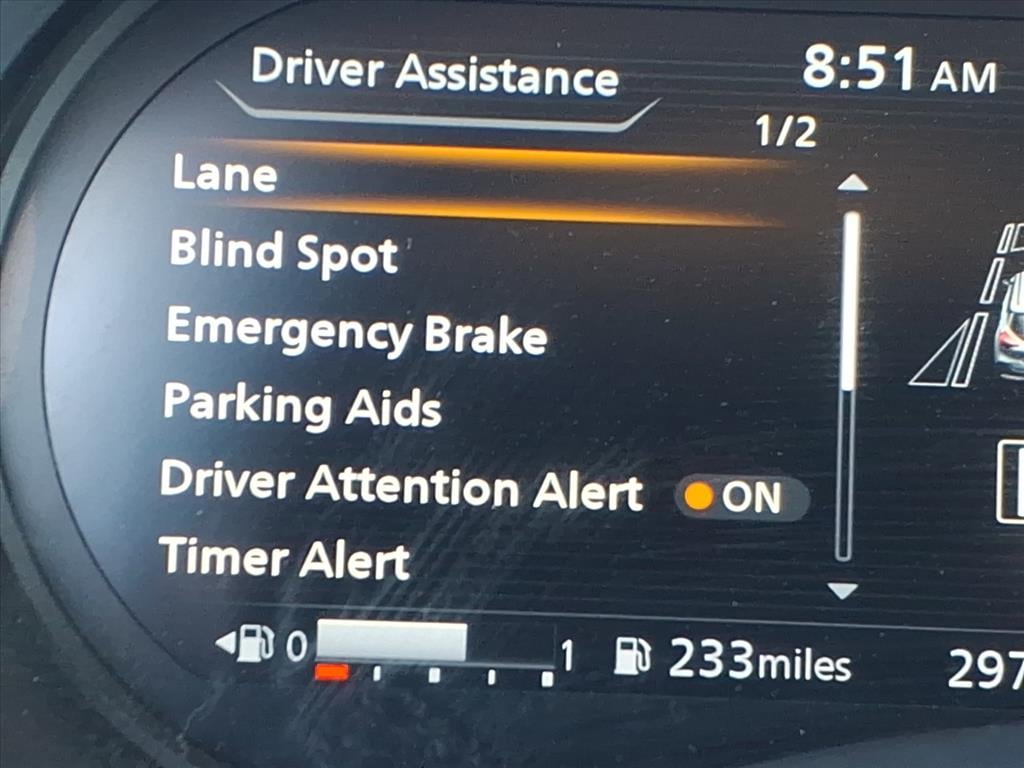 Driver Assistance
8:51 AM
1/2
Lane
Blind Spot
Emergency Brake
Parking Aids
Driver Attention Alert ON
Timer Alert
0 1 233miles 297